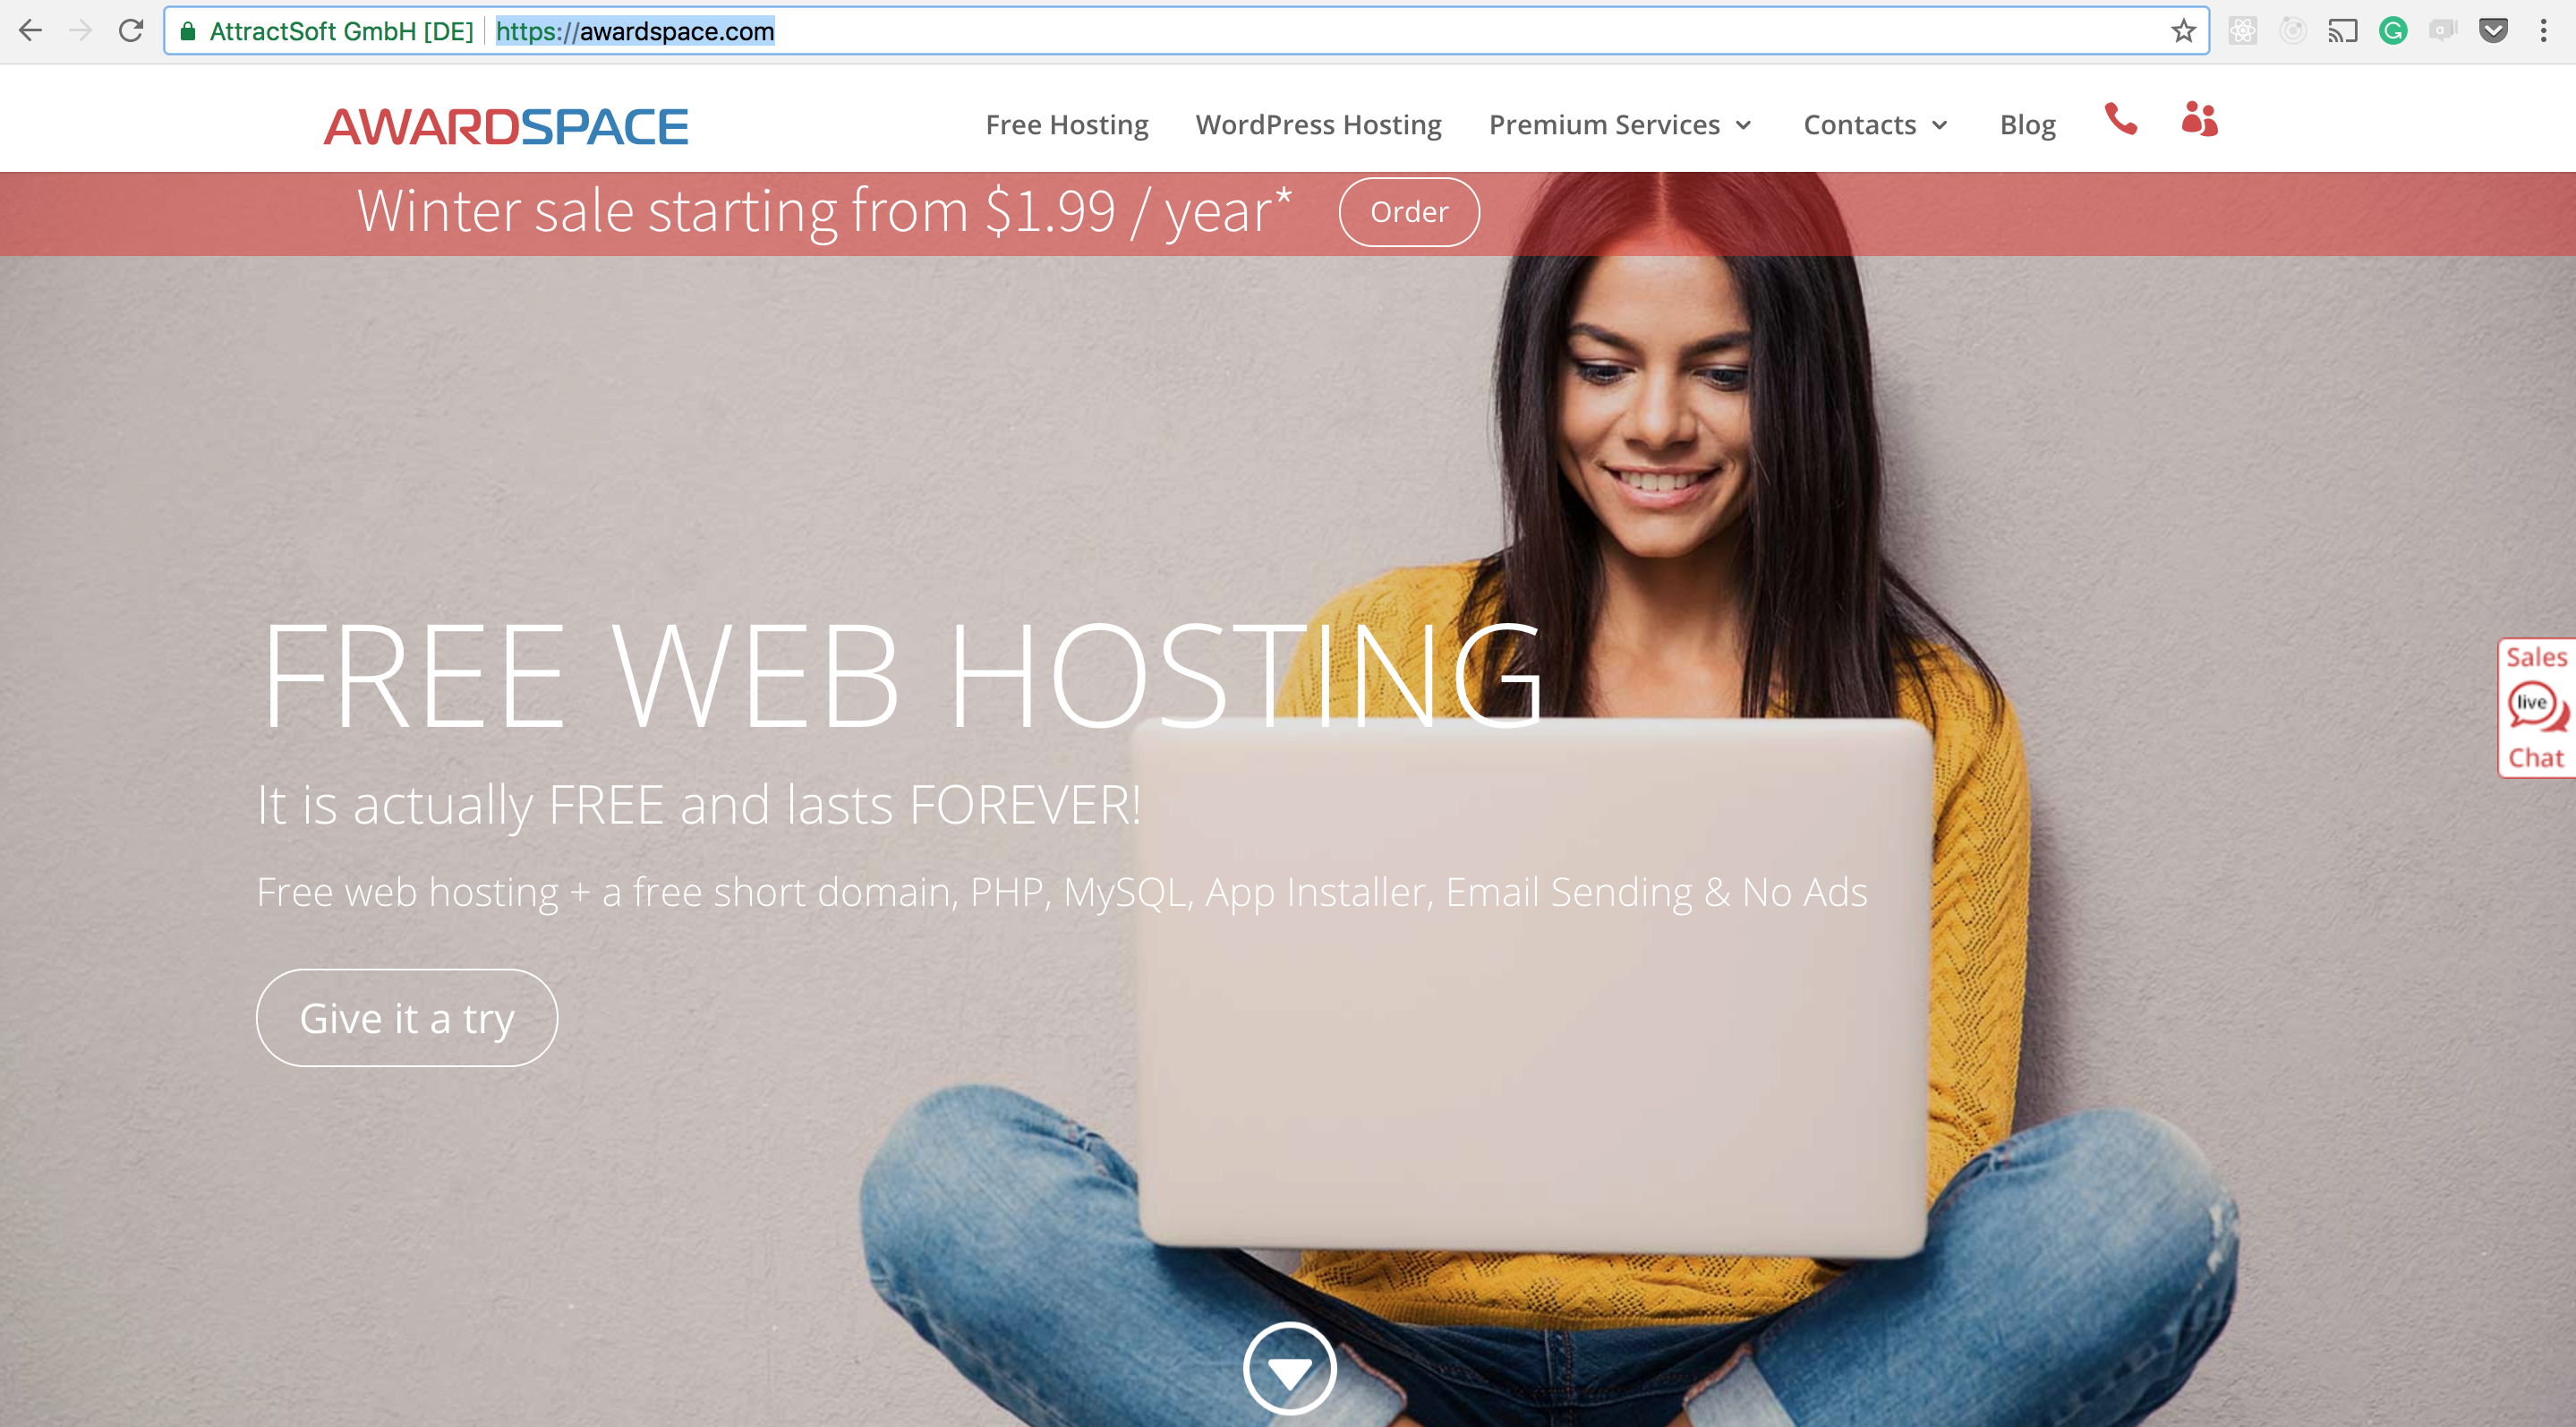 AttractSoft GmbH [DE] https://awardspace.com
AWARDSPACE
Free Hosting WordPress Hosting Premium Services Contacts Blog
Winter sale starting from $1.99 / year* Order
FREE WEB HOSTING
It is actually FREE and lasts FOREVER!
Free web hosting + a free short domain, PHP, MySQL, App Installer, Email Sending & No Ads
Give it a try
Sales
live
Chat